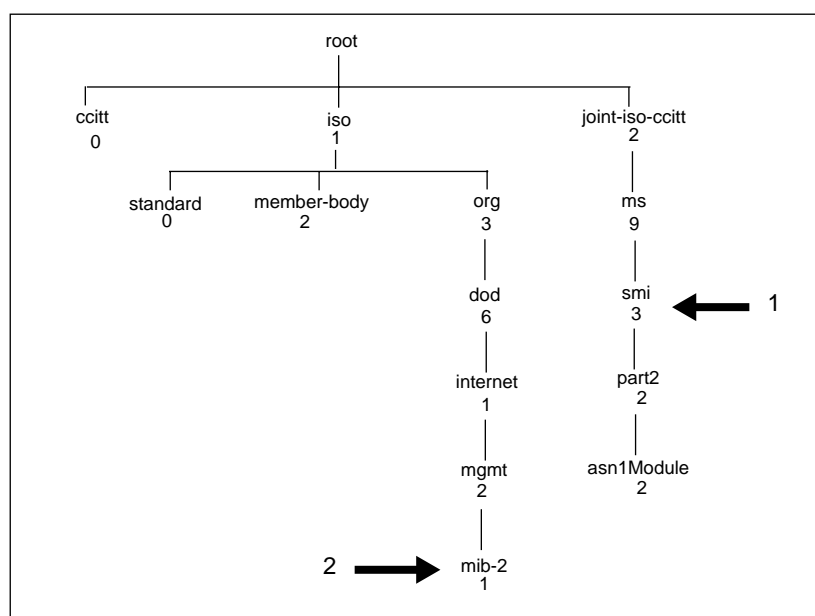 root
ccitt iso joint-iso-ccitt
0 1 2
standard member-body org ms
0 2 3 9
dod smi
6 3 1
internet part2
1 2
mgmt asn1Module
2 2
2 mib-2
1